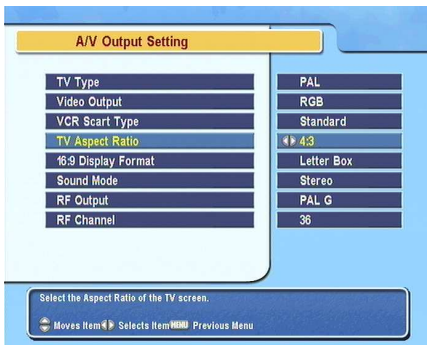 A/V Output Setting
TV Type PAL
Video Output RGB
VCR Scart Type Standard
TV Aspect Ratio 4:3
16:9 Display Format Letter Box
Sound Mode Stereo
RF Output PAL G
RF Channel 36
Select the Aspect Ratio of the TV screen.
Moves Item Selects Item MENU Previous Menu